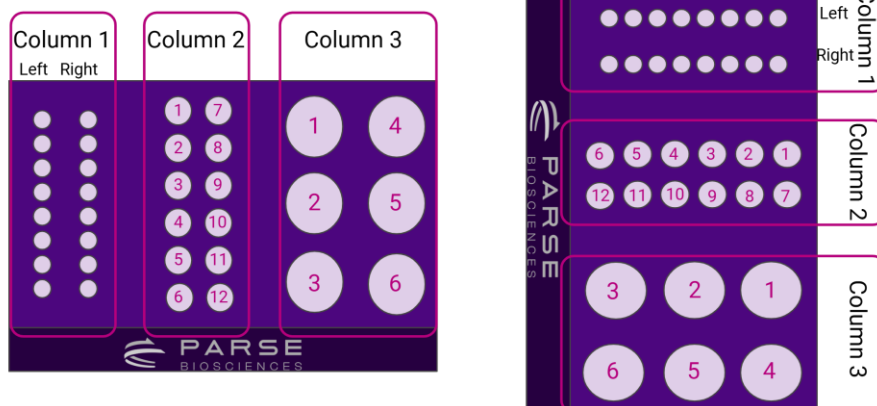 Column 1
Column 2
Column 3
Left Right
1 7
2 8
3 9
4 10
5 11
6 12
1 4
2 5
3 6
PARSE
BIOSCIENCES
Left
Right
Column 1
6 5 4 3 2 1
12 11 10 9 8 7
Column 2
3 2 1
6 5 4
Column 3
PARSE
BIOSCIENCES